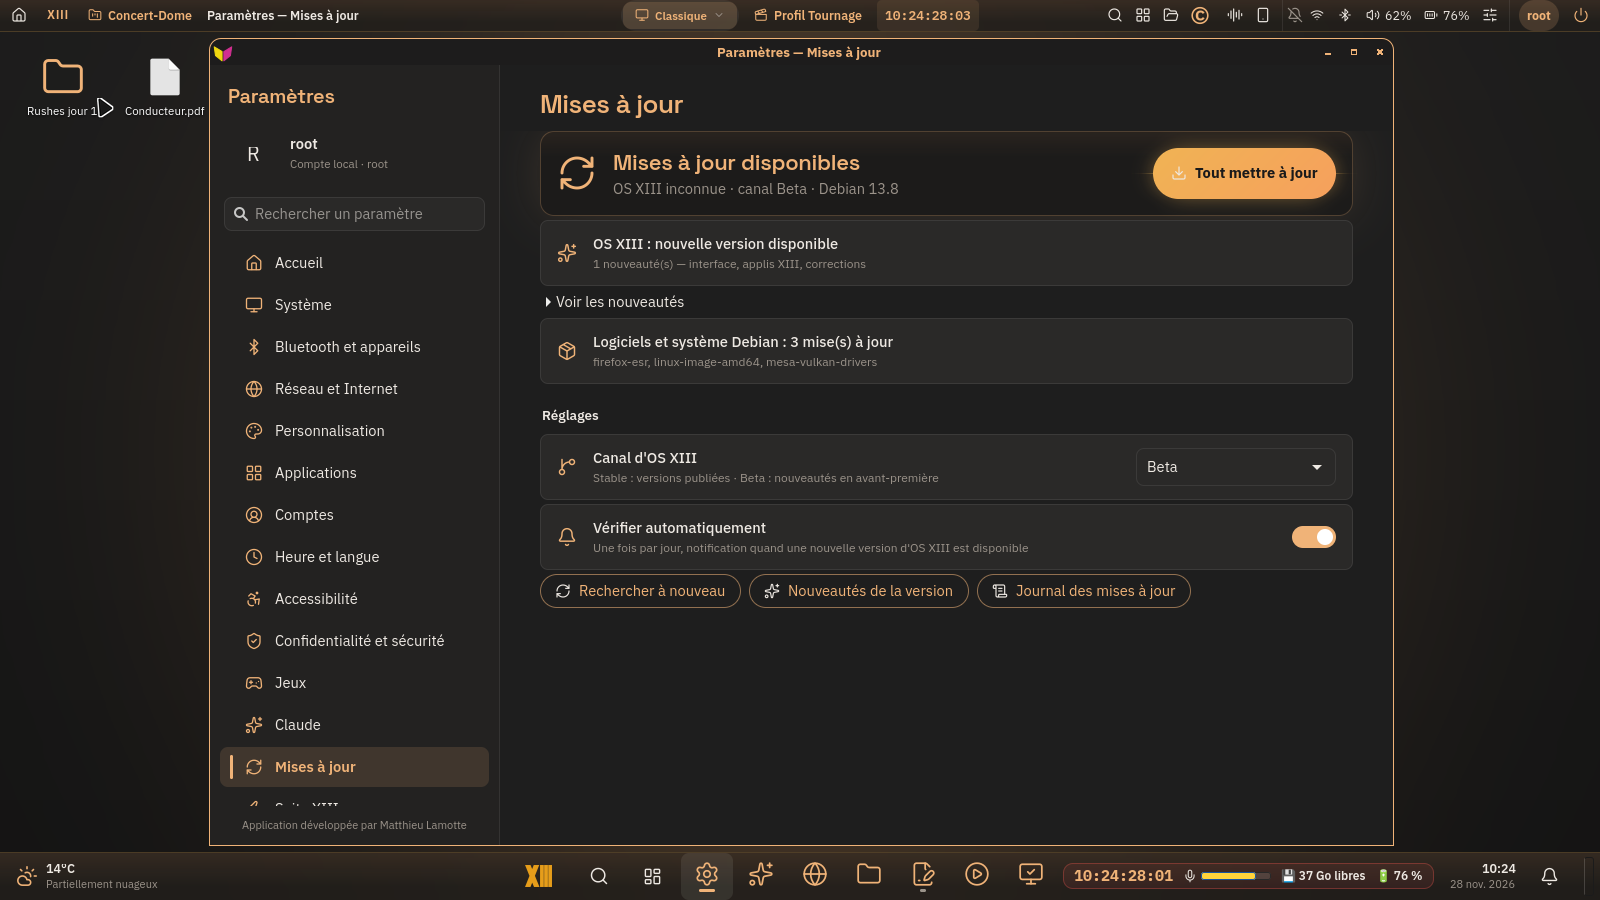 XIII Concert-Dome Paramètres — Mises à jour Classique Profil Tournage 10:24:28:03 62% 76% root
Paramètres — Mises à jour
Rushes jour 1
Conducteur.pdf
Paramètres
R
root
Compte local · root
Rechercher un paramètre
Accueil
Système
Bluetooth et appareils
Réseau et Internet
Personnalisation
Applications
Comptes
Heure et langue
Accessibilité
Confidentialité et sécurité
Jeux
Claude
Mises à jour
Suite XIII
Application développée par Matthieu Lamotte
Mises à jour
Mises à jour disponibles
OS XIII inconnue · canal Beta · Debian 13.8
Tout mettre à jour
OS XIII : nouvelle version disponible
1 nouveauté(s) — interface, applis XIII, corrections
Voir les nouveautés
Logiciels et système Debian : 3 mise(s) à jour
firefox-esr, linux-image-amd64, mesa-vulkan-drivers
Réglages
Canal d'OS XIII
Stable : versions publiées · Beta : nouveautés en avant-première
Beta
Vérifier automatiquement
Une fois par jour, notification quand une nouvelle version d'OS XIII est disponible
Rechercher à nouveau
Nouveautés de la version
Journal des mises à jour
14°C
Partiellement nuageux
XIII
10:24:28:01 37 Go libres 76 %
10:24
28 nov. 2026